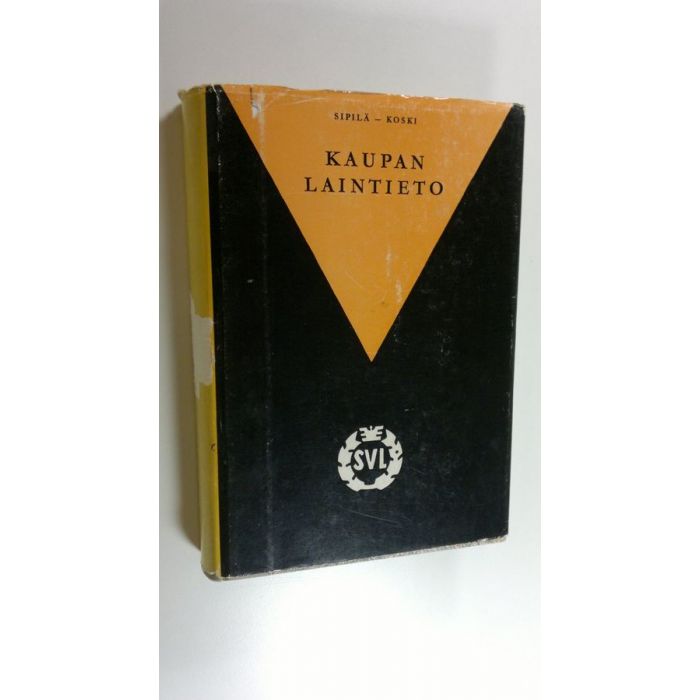 SIPILÄ – KOSKI
KAUPAN
LAINTIETO
SVL